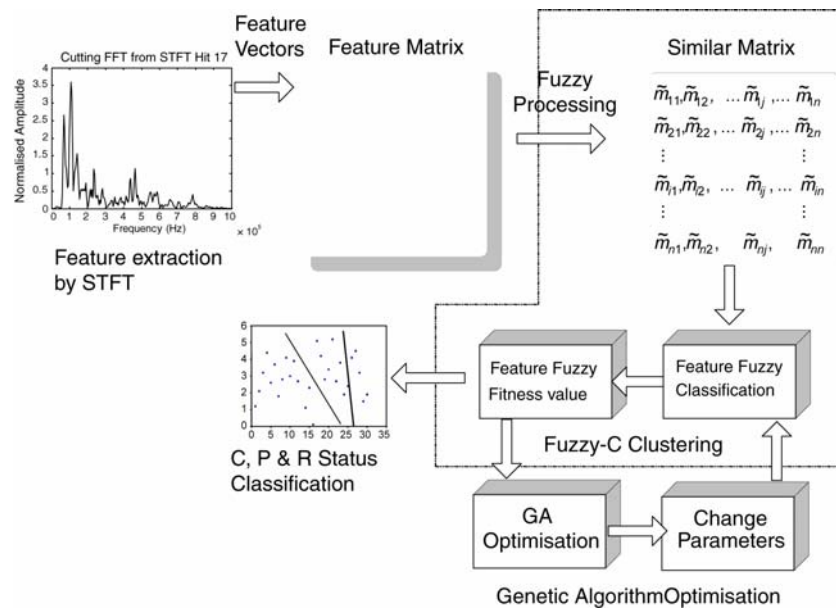 Feature
Vectors
Feature Matrix
Similar Matrix
Cutting FFT from STFT Hit 17
Normalised Amplitude
4
3.5
3
2.5
2
1.5
1
0.5
0
0 1 2 3 4 5 6 7 8 9 10
Frequency (Hz)
× 10⁵
Feature extraction
by STFT
Fuzzy
Processing
m̃11,m̃12, ... m̃1j ,... m̃1n
m̃21,m̃22 , ... m̃2j ,... m̃2n
⋮ ⋮
m̃i1,m̃i2 ... m̃ij ,... m̃in
⋮ ⋮
m̃n1,m̃n2, m̃nj, m̃nn
6
5
4
3
2
1
0
0 5 10 15 20 25 30 35
C, P & R Status
Classification
Feature Fuzzy
Fitness value
Feature Fuzzy
Classification
Fuzzy-C Clustering
GA
Optimisation
Change
Parameters
Genetic AlgorithmOptimisation